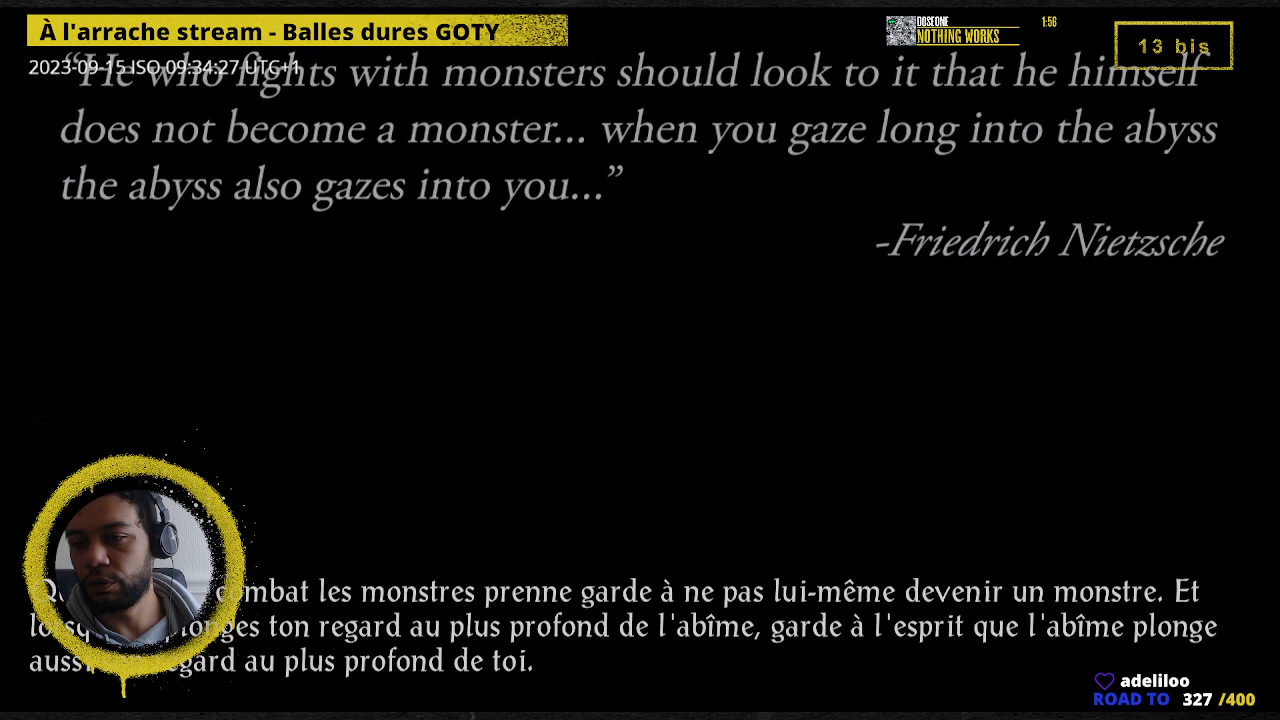 À l'arrache stream - Balles dures GOTY
DOSEONE
NOTHING WORKS
1:56
13 bis
2023-09-15 ISO 09:34:27 UTC+1
“He who fights with monsters should look to it that he himself
does not become a monster... when you gaze long into the abyss
the abyss also gazes into you...”
-Friedrich Nietzsche
combat les monstres prenne garde à ne pas lui-même devenir un monstre. Et
ton regard au plus profond de l'abîme, garde à l'esprit que l'abîme plonge
au plus profond de toi.
adeliloo
ROAD TO 327 /400